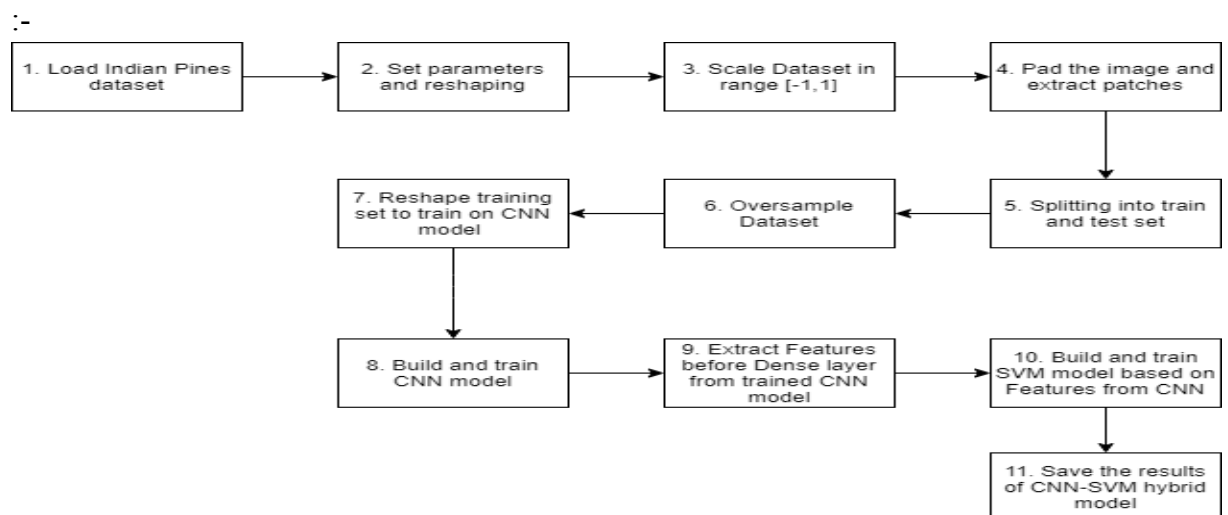 :-
1. Load Indian Pines
dataset
2. Set parameters
and reshaping
3. Scale Dataset in
range [-1,1]
4. Pad the image and
extract patches
5. Splitting into train
and test set
6. Oversample
Dataset
7. Reshape training
set to train on CNN
model
8. Build and train
CNN model
9. Extract Features
before Dense layer
from trained CNN
model
10. Build and train
SVM model based on
Features from CNN
11. Save the results
of CNN-SVM hybrid
model